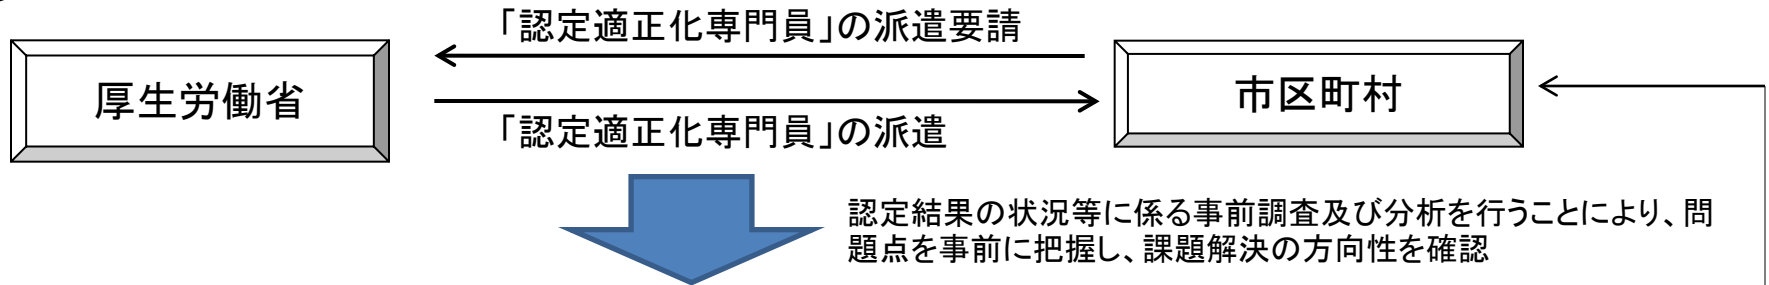 「認定適正化専門員」の派遣要請
厚生労働省
市区町村
「認定適正化専門員」の派遣
認定結果の状況等に係る事前調査及び分析を行うことにより、問
題点を事前に把握し、課題解決の方向性を確認